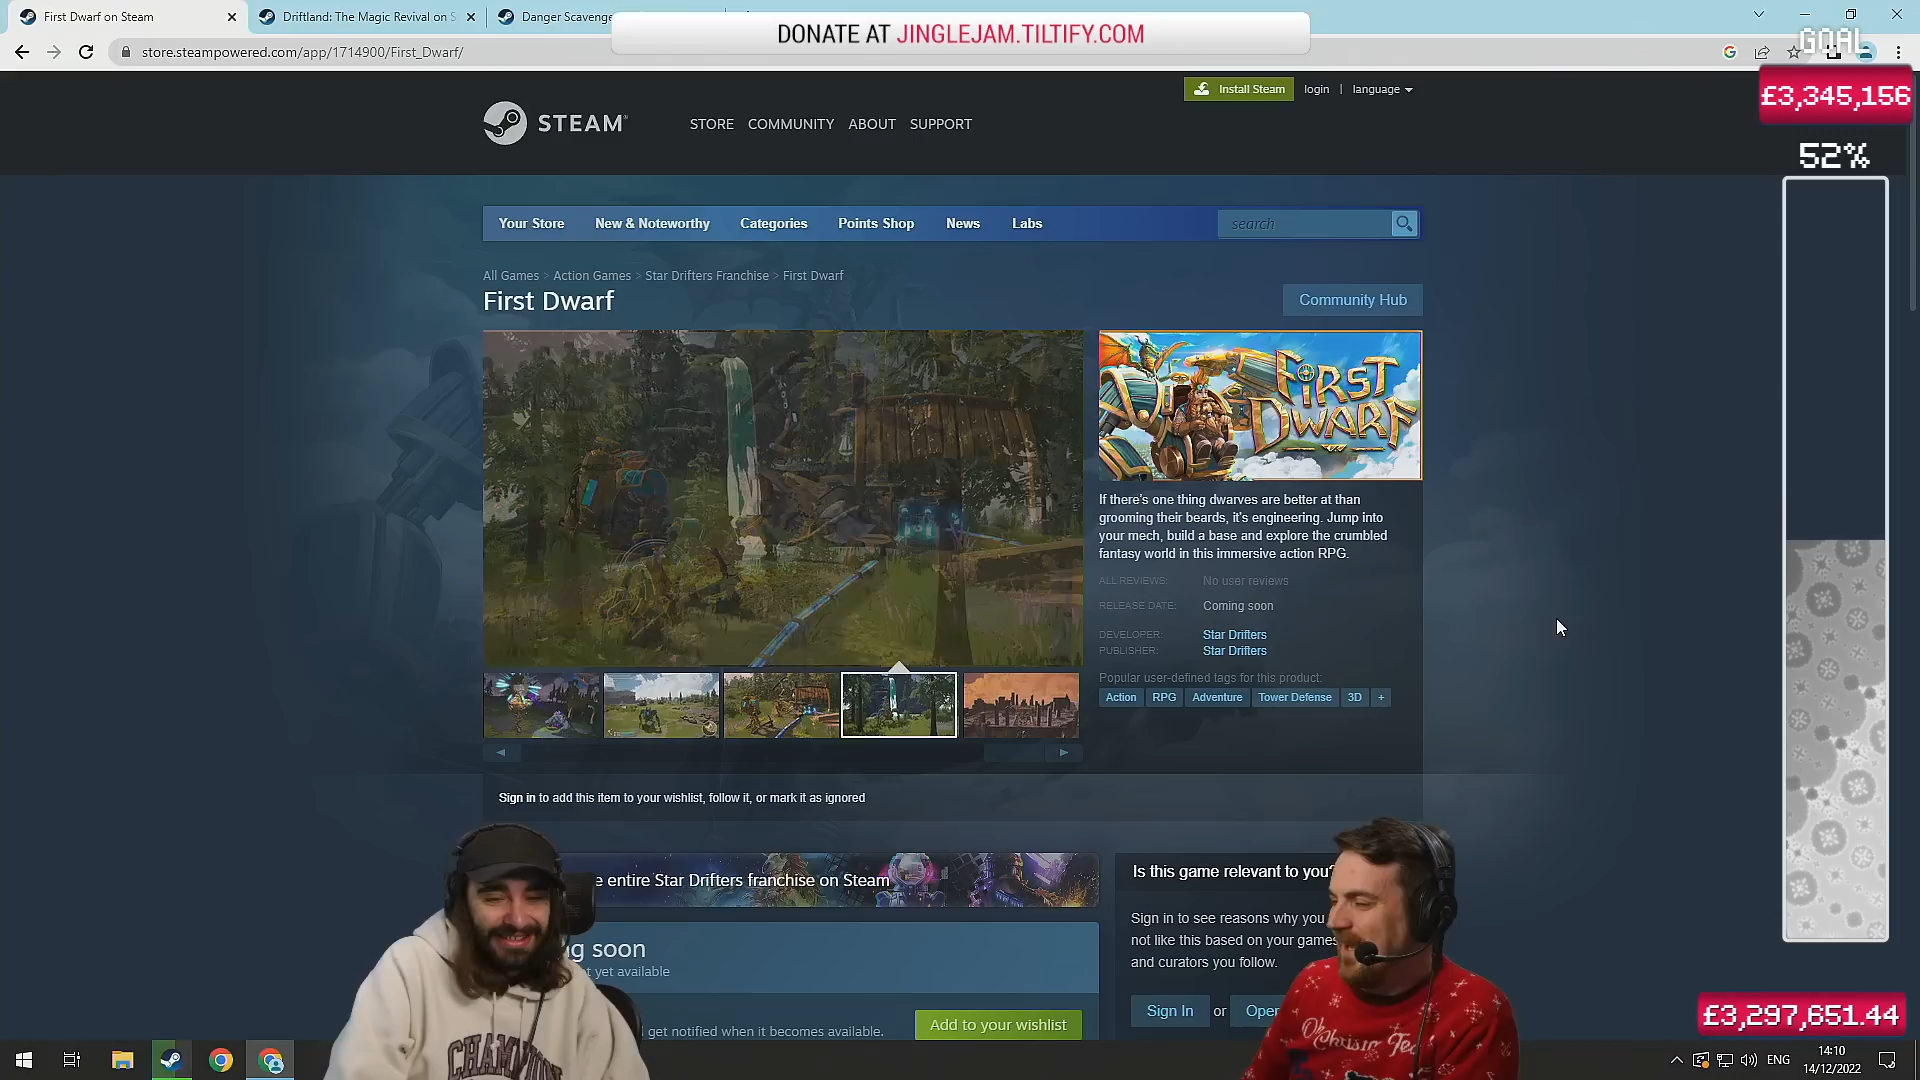 First Dwarf on Steam
Driftland: The Magic Revival on S
Danger Scavenge
DONATE AT JINGLEJAM.TILTIFY.COM
store.steampowered.com/app/1714900/First_Dwarf/
GOAL
£3,345,156
52%
Install Steam
login | language
STEAM
STORE COMMUNITY ABOUT SUPPORT
Your Store New & Noteworthy Categories Points Shop News Labs
search
All Games > Action Games > Star Drifters Franchise > First Dwarf
First Dwarf
Community Hub
FIRST DWARF
If there's one thing dwarves are better at than
grooming their beards, it's engineering. Jump into
your mech, build a base and explore the crumbled
fantasy world in this immersive action RPG.
ALL REVIEWS: No user reviews
RELEASE DATE: Coming soon
DEVELOPER: Star Drifters
PUBLISHER: Star Drifters
Popular user-defined tags for this product:
Action RPG Adventure Tower Defense 3D +
Sign in to add this item to your wishlist, follow it, or mark it as ignored
e entire Star Drifters franchise on Steam
ng soon
t yet available
get notified when it becomes available.
Add to your wishlist
Is this game relevant to you?
Sign in to see reasons why you
not like this based on your games
and curators you follow.
Sign In or Oper
£3,297,651.44
ENG
14:10
14/12/2022